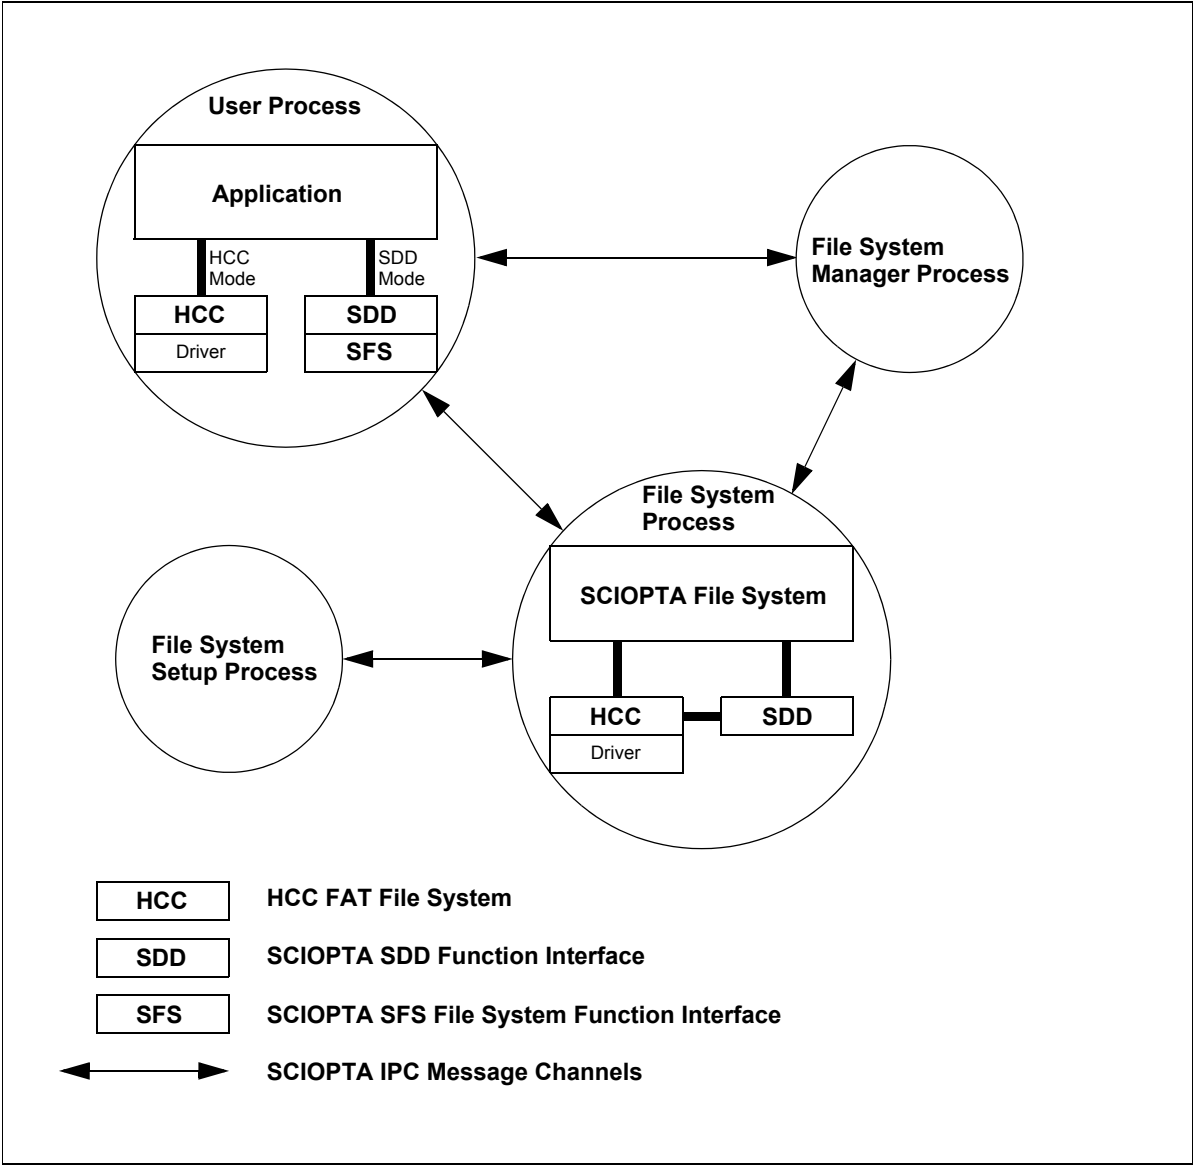 User Process
Application
HCC
Mode
SDD
Mode
HCC
Driver
SDD
SFS
File System
Manager Process
File System
Process
SCIOPTA File System
HCC
Driver
SDD
File System
Setup Process
HCC
HCC FAT File System
SDD
SCIOPTA SDD Function Interface
SFS
SCIOPTA SFS File System Function Interface
SCIOPTA IPC Message Channels